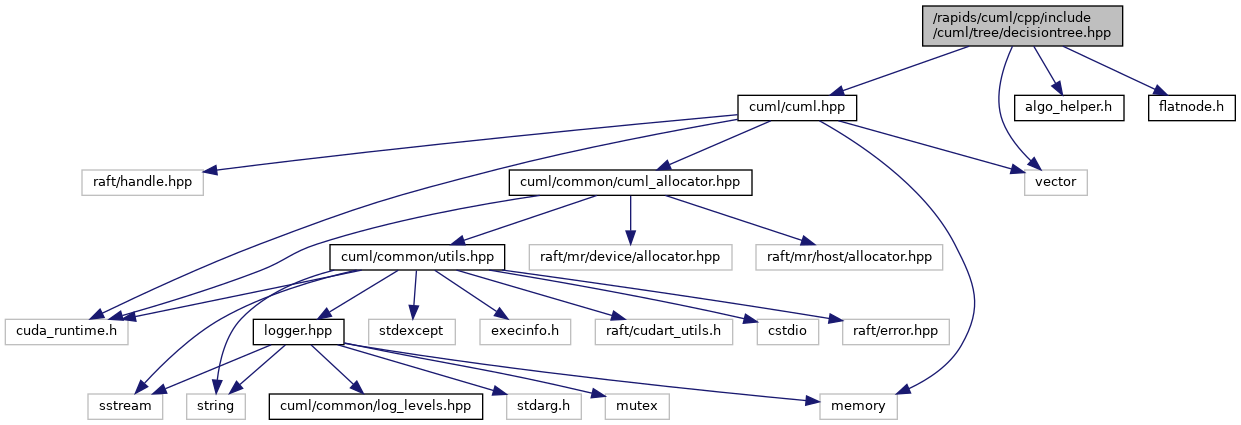 /rapids/cuml/cpp/include
/cuml/tree/decisiontree.hpp
cuml/cuml.hpp
algo_helper.h
flatnode.h
raft/handle.hpp
cuml/common/cuml_allocator.hpp
vector
cuml/common/utils.hpp
raft/mr/device/allocator.hpp
raft/mr/host/allocator.hpp
cuda_runtime.h
logger.hpp
stdexcept
execinfo.h
raft/cudart_utils.h
cstdio
raft/error.hpp
sstream
string
cuml/common/log_levels.hpp
stdarg.h
mutex
memory